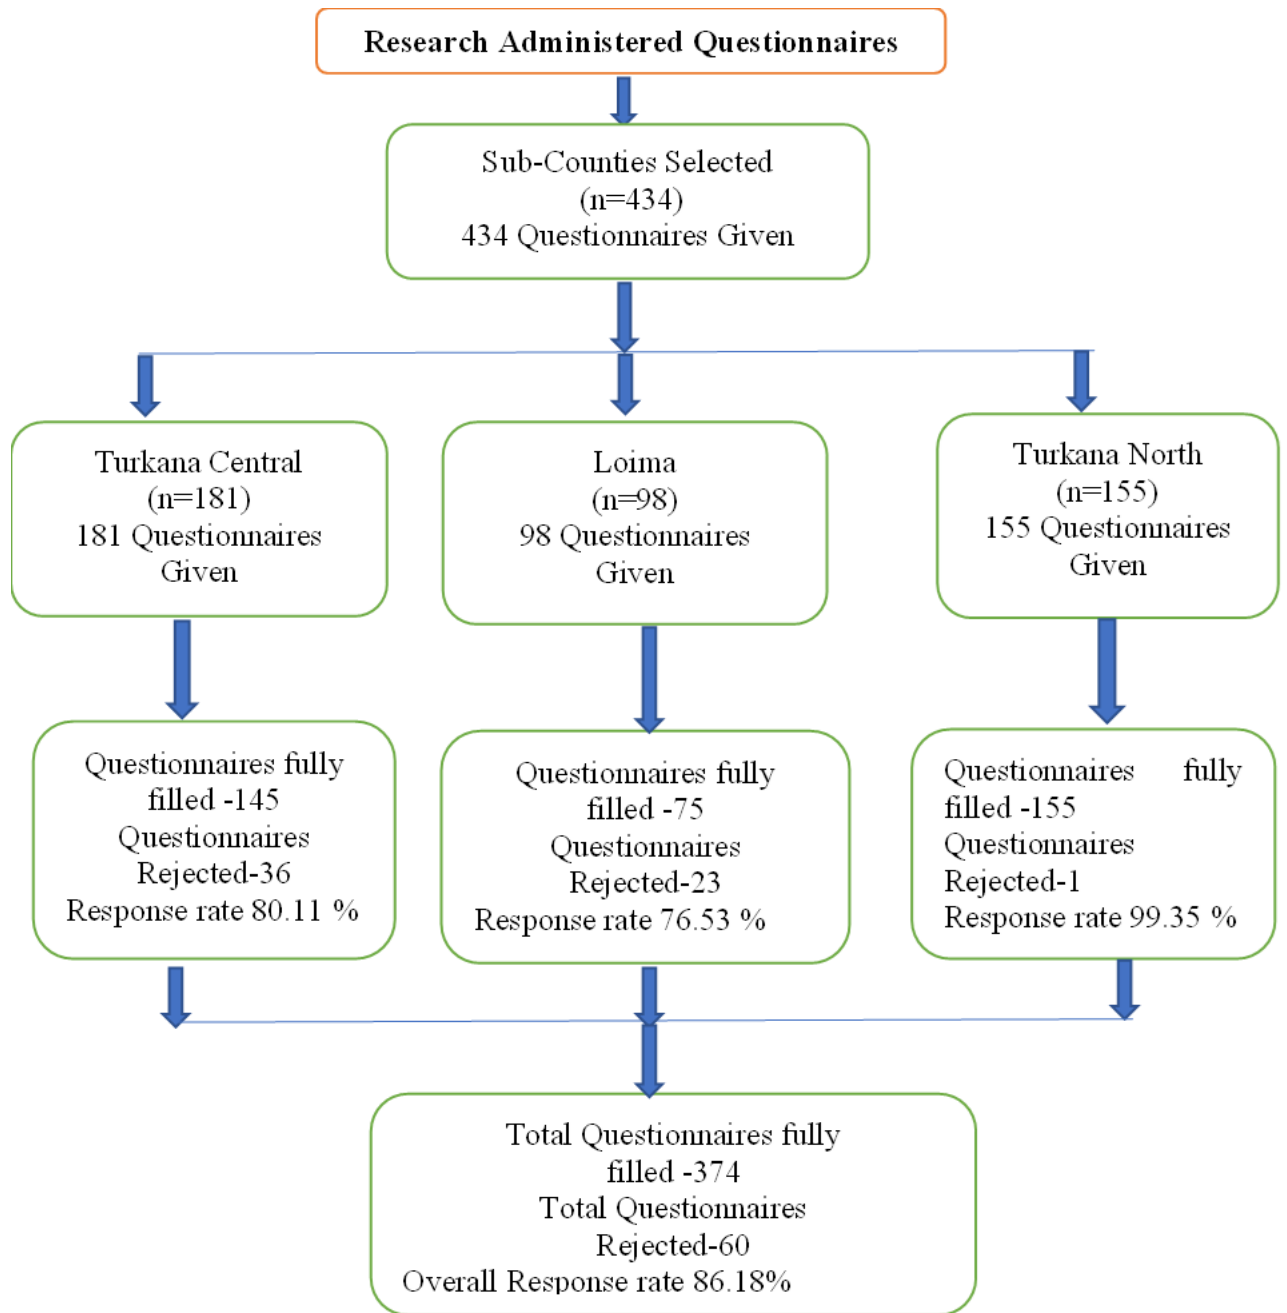 Research Administered Questionnaires
Sub-Counties Selected
(n=434)
434 Questionnaires Given
Turkana Central
(n=181)
181 Questionnaires
Given
Loima
(n=98)
98 Questionnaires
Given
Turkana North
(n=155)
155 Questionnaires
Given
Questionnaires fully
filled -145
Questionnaires
Rejected-36
Response rate 80.11 %
Questionnaires fully
filled -75
Questionnaires
Rejected-23
Response rate 76.53 %
Questionnaires fully
filled -155
Questionnaires
Rejected-1
Response rate 99.35 %
Total Questionnaires fully
filled -374
Total Questionnaires
Rejected-60
Overall Response rate 86.18%